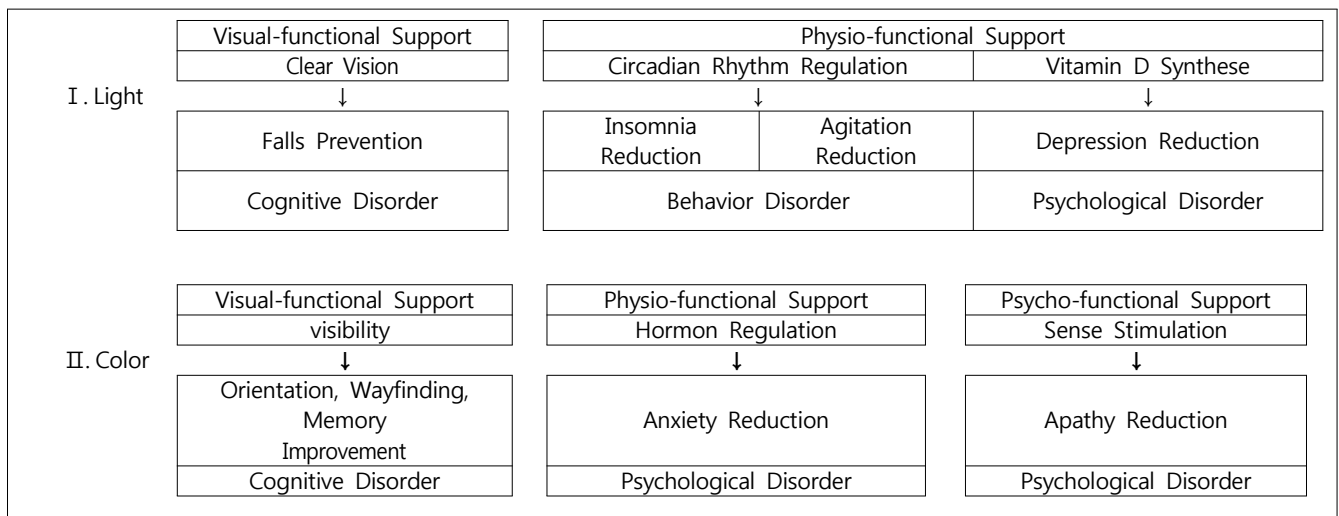 Visual-functional Support
Physio-functional Support
Clear Vision
Circadian Rhythm Regulation
Vitamin D Synthese
Ⅰ. Light
↓
↓
↓
Falls Prevention
Insomnia
Reduction
Agitation
Reduction
Depression Reduction
Cognitive Disorder
Behavior Disorder
Psychological Disorder
Visual-functional Support
Physio-functional Support
Psycho-functional Support
visibility
Hormon Regulation
Sense Stimulation
Ⅱ. Color
↓
↓
↓
Orientation, Wayfinding,
Memory
Improvement
Anxiety Reduction
Apathy Reduction
Cognitive Disorder
Psychological Disorder
Psychological Disorder